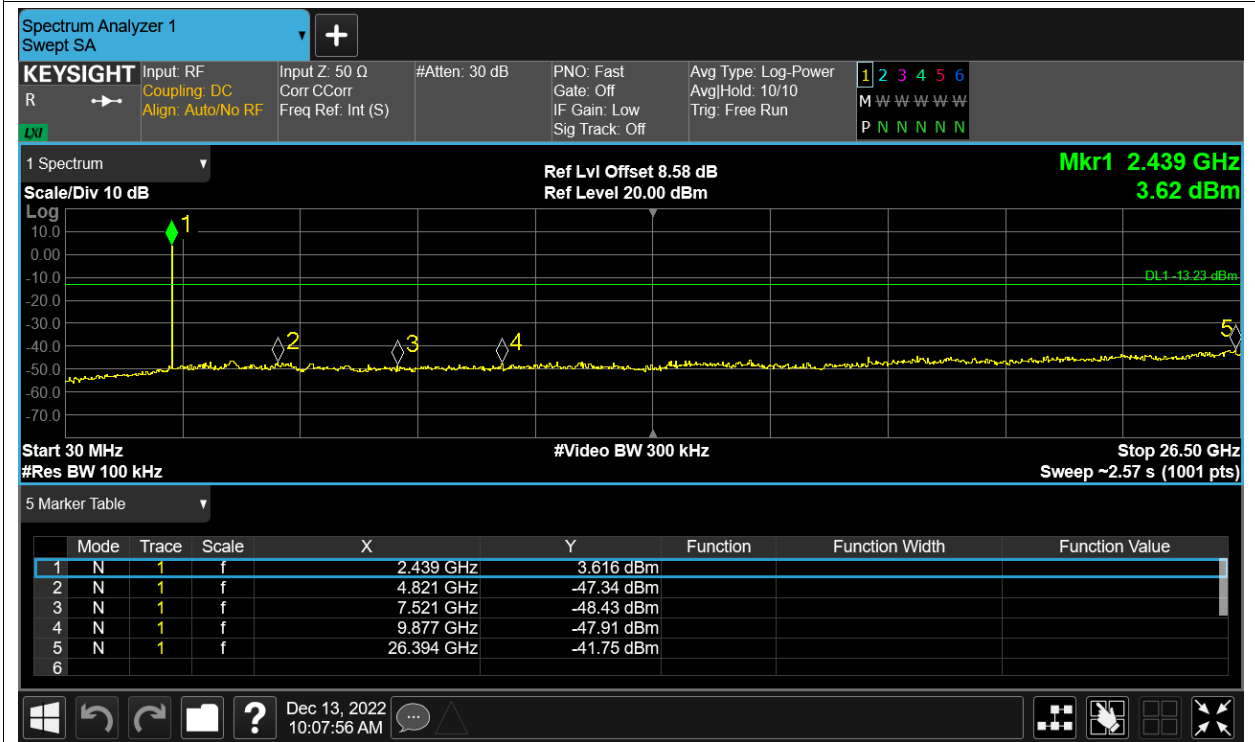 Spectrum Analyzer 1
Swept SA
+
KEYSIGHT
R
LXI
Input: RF
Coupling: DC
Align: Auto/No RF
Input Z: 50 Ω
Corr CCorr
Freq Ref: Int (S)
#Atten: 30 dB
PNO: Fast
Gate: Off
IF Gain: Low
Sig Track: Off
Avg Type: Log-Power
Avg|Hold: 10/10
Trig: Free Run
1 2 3 4 5 6
M W W W W W
P N N N N N
1 Spectrum
Scale/Div 10 dB
Ref Lvl Offset 8.58 dB
Ref Level 20.00 dBm
Mkr1 2.439 GHz
3.62 dBm
Log
10.0
0.00
-10.0
-20.0
-30.0
-40.0
-50.0
-60.0
-70.0
1
2
3
4
5
DL1 -13.23 dBm
Start 30 MHz
#Video BW 300 kHz
Stop 26.50 GHz
#Res BW 100 kHz
Sweep ~2.57 s (1001 pts)
5 Marker Table
Mode Trace Scale X Y Function Function Width Function Value
1 N 1 f 2.439 GHz 3.616 dBm
2 N 1 f 4.821 GHz -47.34 dBm
3 N 1 f 7.521 GHz -48.43 dBm
4 N 1 f 9.877 GHz -47.91 dBm
5 N 1 f 26.394 GHz -41.75 dBm
6
?
Dec 13, 2022
10:07:56 AM